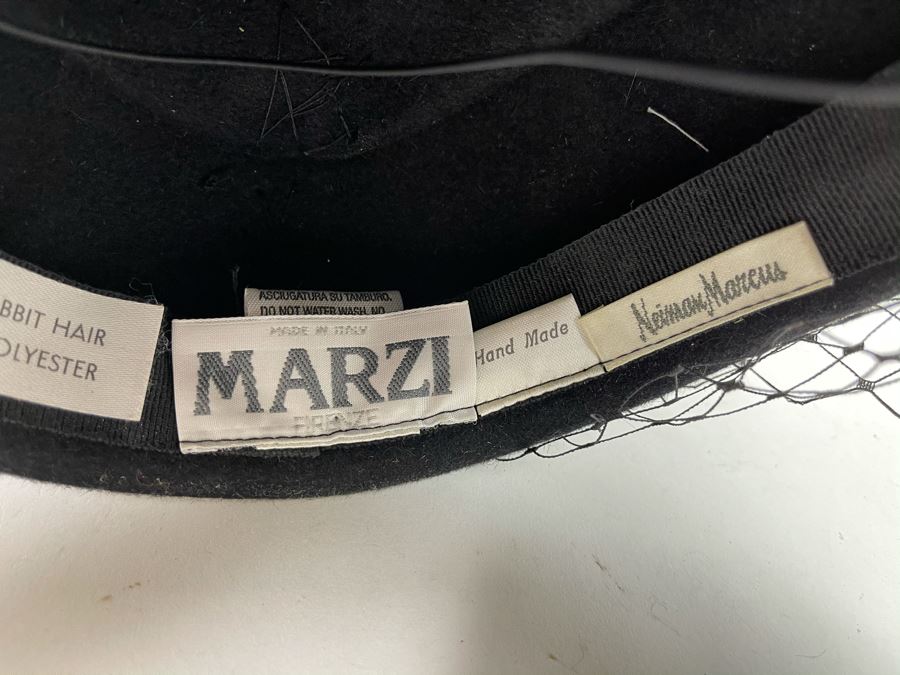 BBIT HAIR
OLYESTER
ASCIUGATURA SU TAMBURO.
DO NOT WATER WASH, NO
MADE IN ITALY
MARZI
FIRENZE
Hand Made
Neiman Marcus